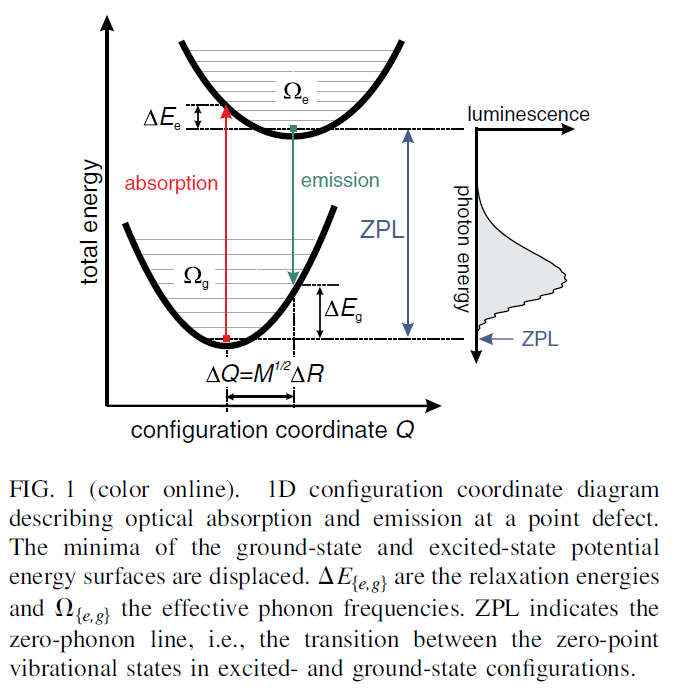 Ωe
ΔEe
luminescence
absorption
emission
ZPL
total energy
photon energy
Ωg
ΔEg
ZPL
ΔQ=M^1/2ΔR
configuration coordinate Q
FIG. 1 (color online). 1D configuration coordinate diagram
describing optical absorption and emission at a point defect.
The minima of the ground-state and excited-state potential
energy surfaces are displaced. ΔE{e,g} are the relaxation energies
and Ω{e,g} the effective phonon frequencies. ZPL indicates the
zero-phonon line, i.e., the transition between the zero-point
vibrational states in excited- and ground-state configurations.